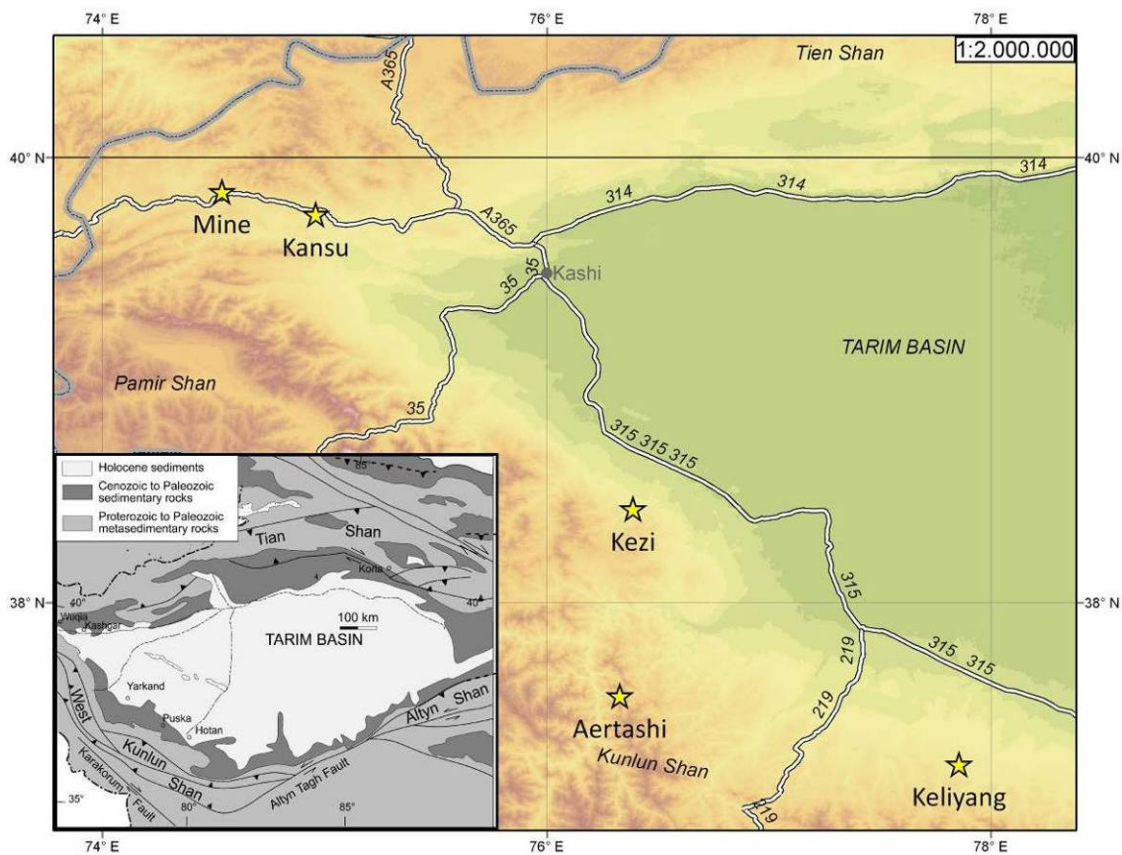 74° E
76° E
78° E
1:2.000.000
Tien Shan
A365
40° N
40° N
314
314
314
Mine
Kansu
A365
35
Kashi
35
TARIM BASIN
Pamir Shan
35
315 315 315
Kezi
315
38° N
38° N
219
315 315
219
Aertashi
Kunlun Shan
Keliyang
219
Holocene sediments
Cenozoic to Paleozoic
sedimentary rocks
Proterozoic to Paleozoic
metasedimentary rocks
85°
Tian Shan
Korla
40°
40°
Wuqia
Kashgar
100 km
TARIM BASIN
Yarkand
Puska
Hotan
West Kunlun Shan
Altyn Shan
Karakorum Fault
Altyn Tagh Fault
35°
80°
85°
74° E
76° E
78° E